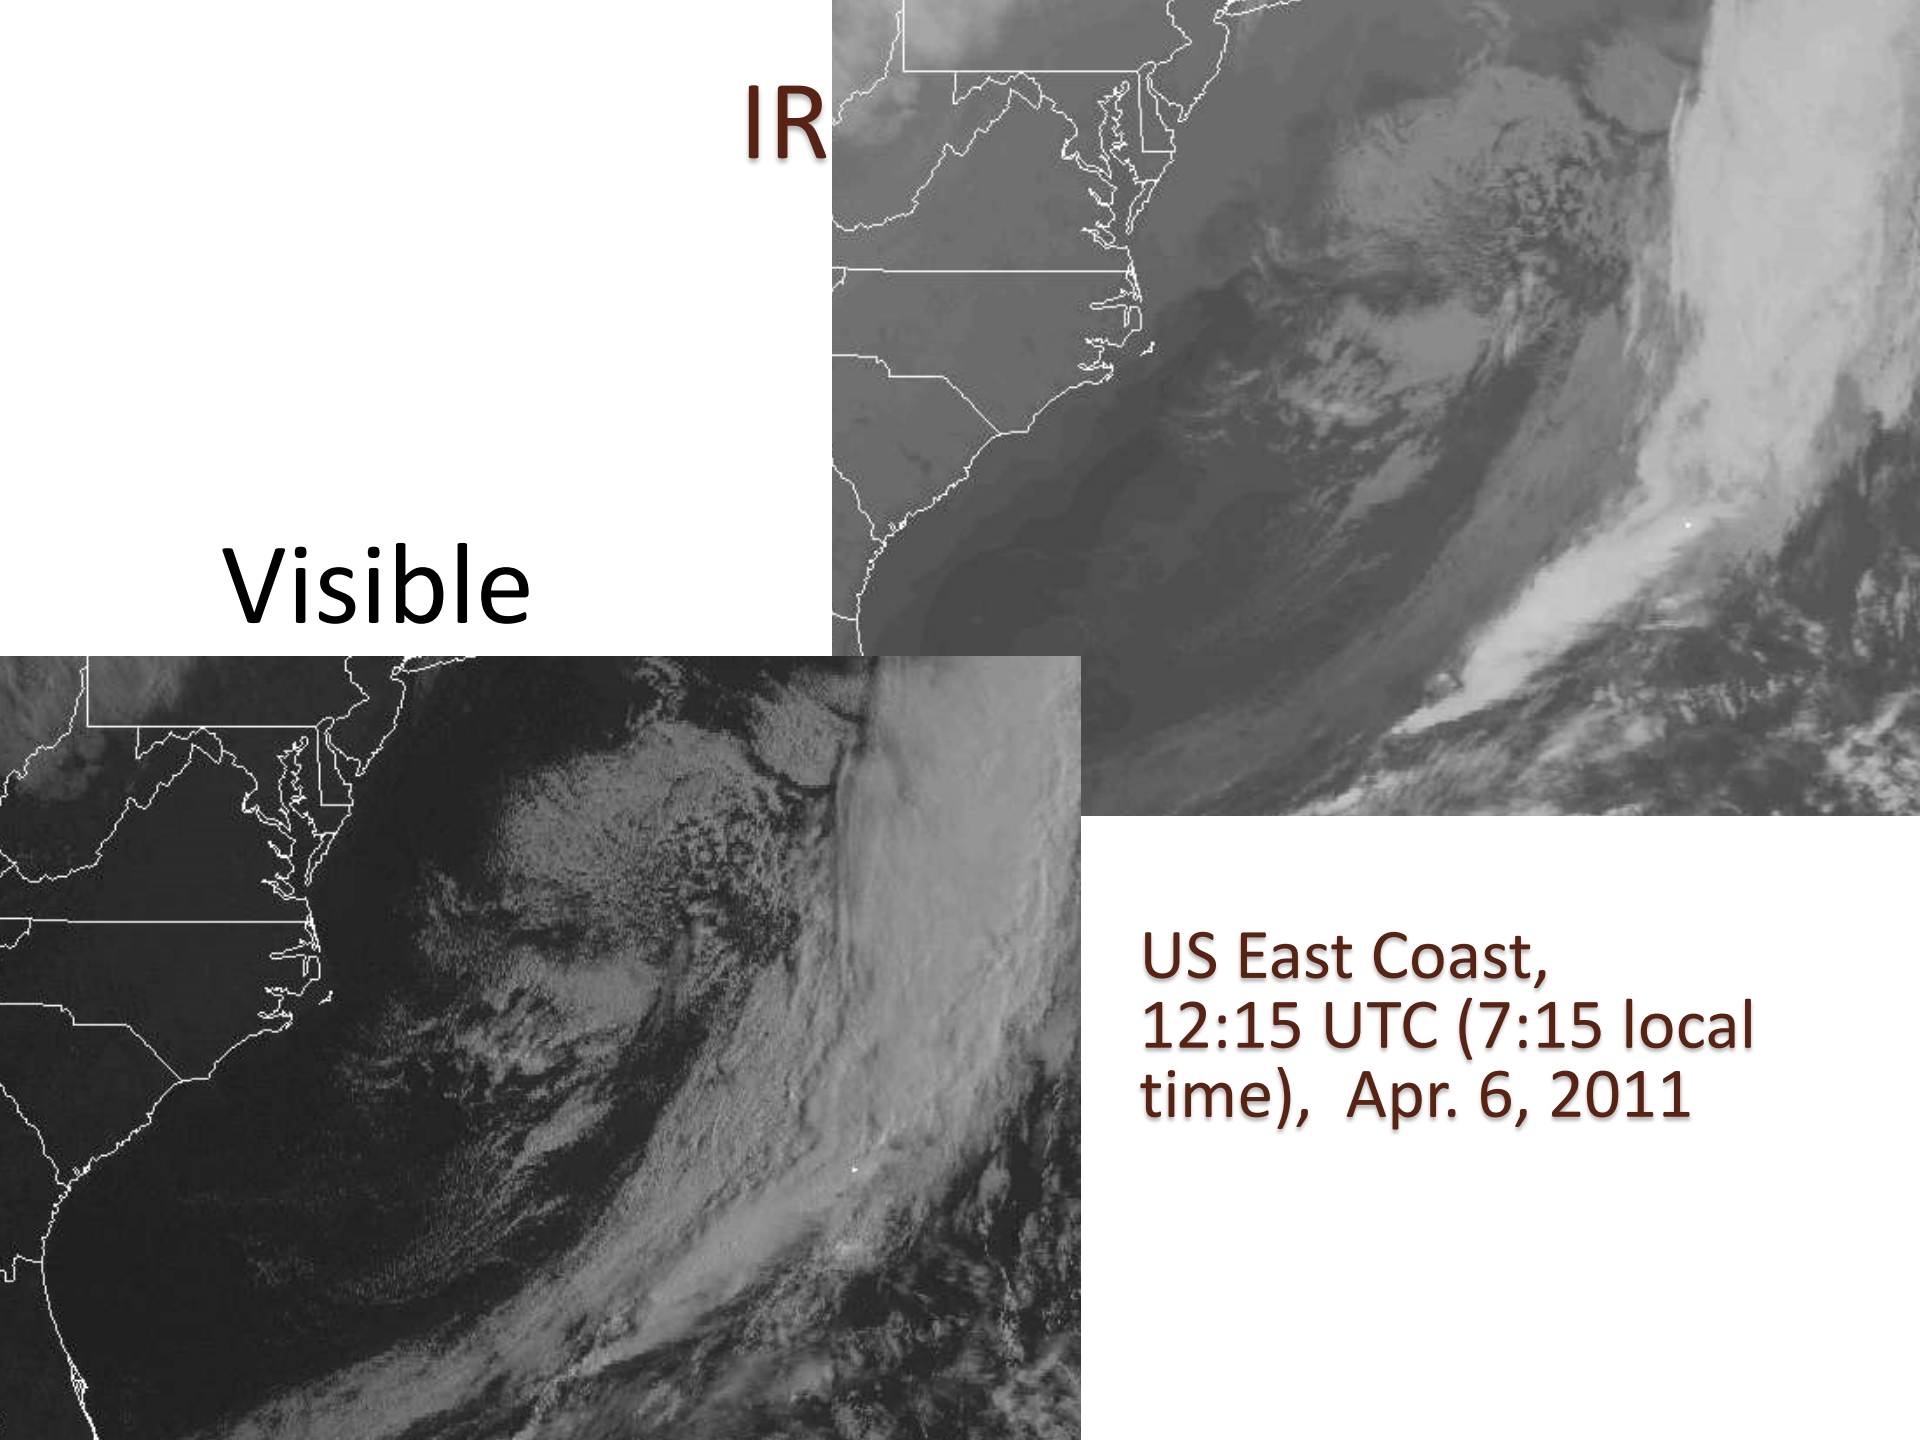 IR
Visible
US East Coast,
12:15 UTC (7:15 local
time),  Apr. 6, 2011